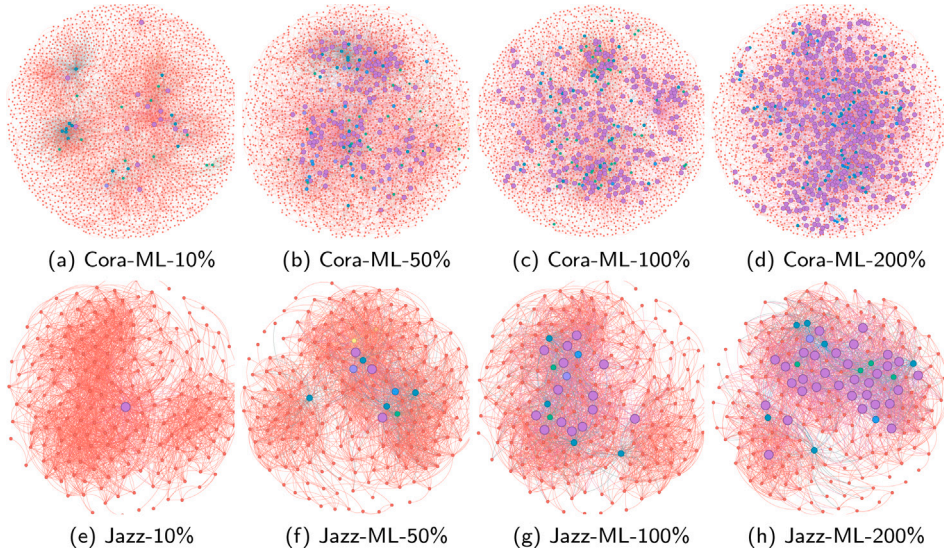 (a) Cora-ML-10%
(b) Cora-ML-50%
(c) Cora-ML-100%
(d) Cora-ML-200%
(e) Jazz-10%
(f) Jazz-ML-50%
(g) Jazz-ML-100%
(h) Jazz-ML-200%